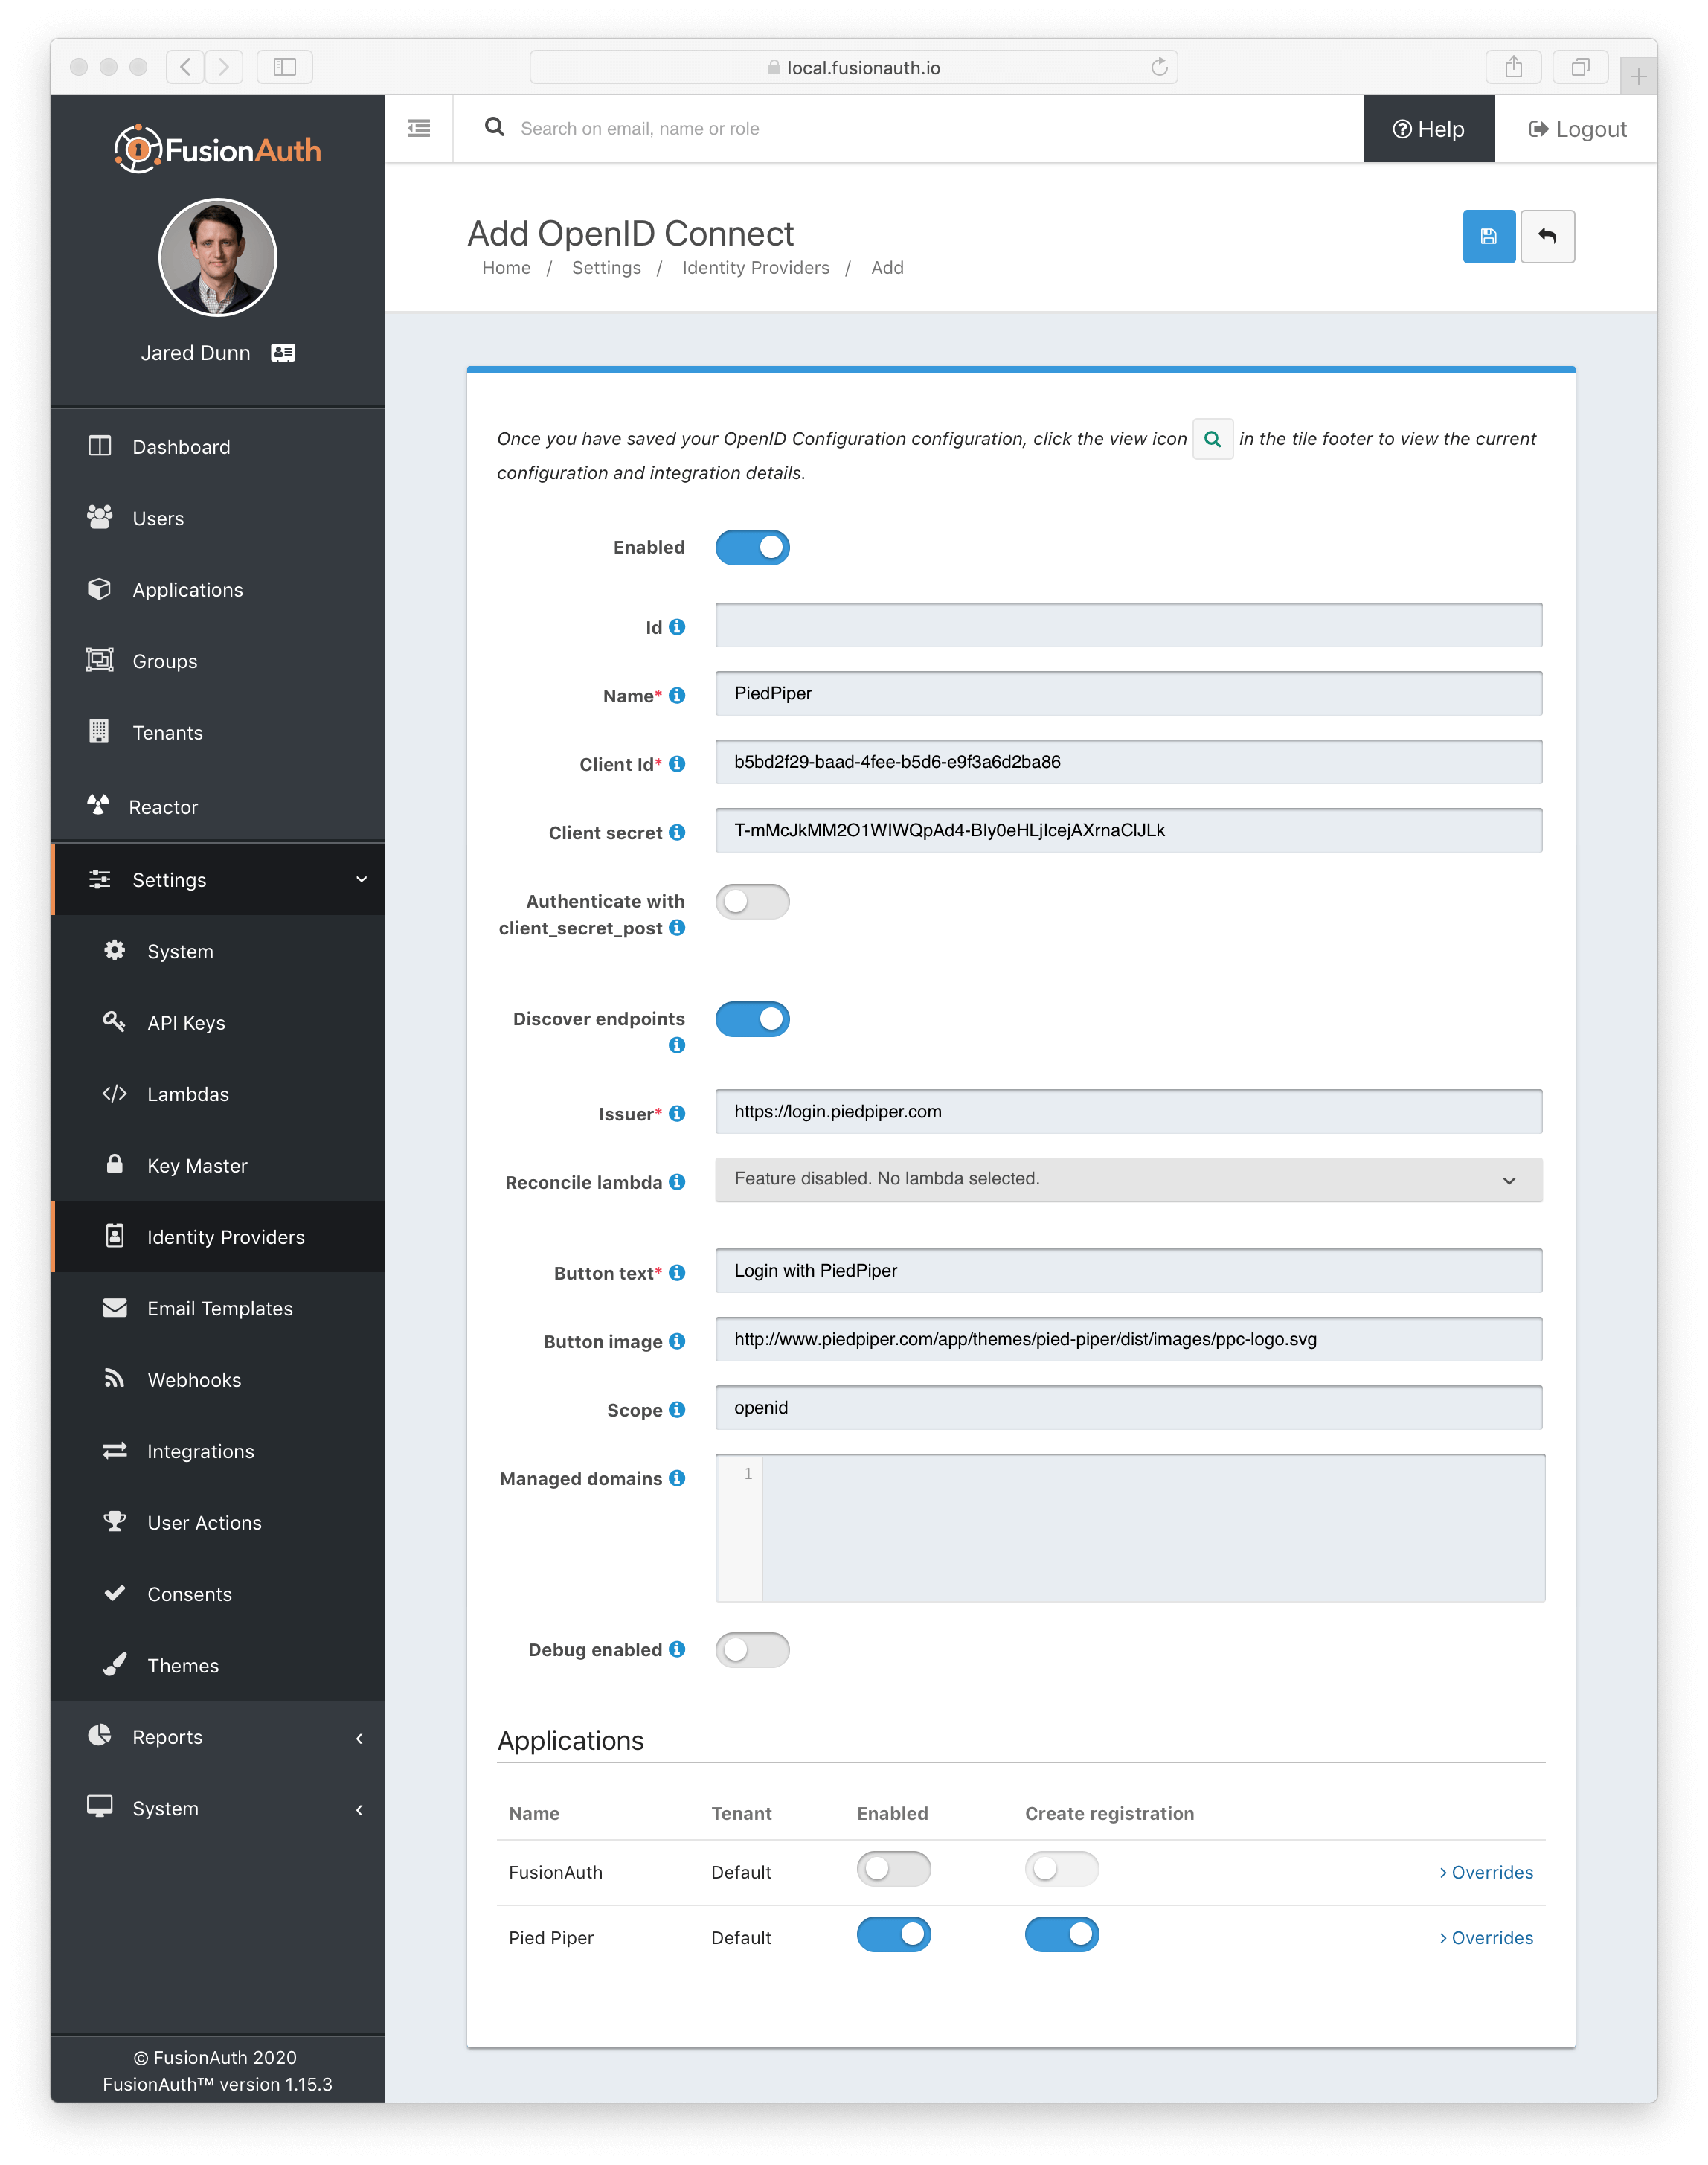 local.fusionauth.io
FusionAuth
Search on email, name or role
Help
Logout
Jared Dunn
Dashboard
Users
Applications
Groups
Tenants
Reactor
Settings
System
API Keys
Lambdas
Key Master
Identity Providers
Email Templates
Webhooks
Integrations
User Actions
Consents
Themes
Reports
System
© FusionAuth 2020
FusionAuth™ version 1.15.3
Add OpenID Connect
Home / Settings / Identity Providers / Add
Once you have saved your OpenID Configuration configuration, click the view icon in the tile footer to view the current
configuration and integration details.
Enabled
Id
Name* PiedPiper
Client Id* b5bd2f29-baad-4fee-b5d6-e9f3a6d2ba86
Client secret T-mMcJkMM2O1WIWQpAd4-BIy0eHLjIcejAXrnaClJLk
Authenticate with
client_secret_post
Discover endpoints
Issuer* https://login.piedpiper.com
Reconcile lambda Feature disabled. No lambda selected.
Button text* Login with PiedPiper
Button image http://www.piedpiper.com/app/themes/pied-piper/dist/images/ppc-logo.svg
Scope openid
Managed domains 1
Debug enabled
Applications
Name Tenant Enabled Create registration
FusionAuth Default > Overrides
Pied Piper Default > Overrides